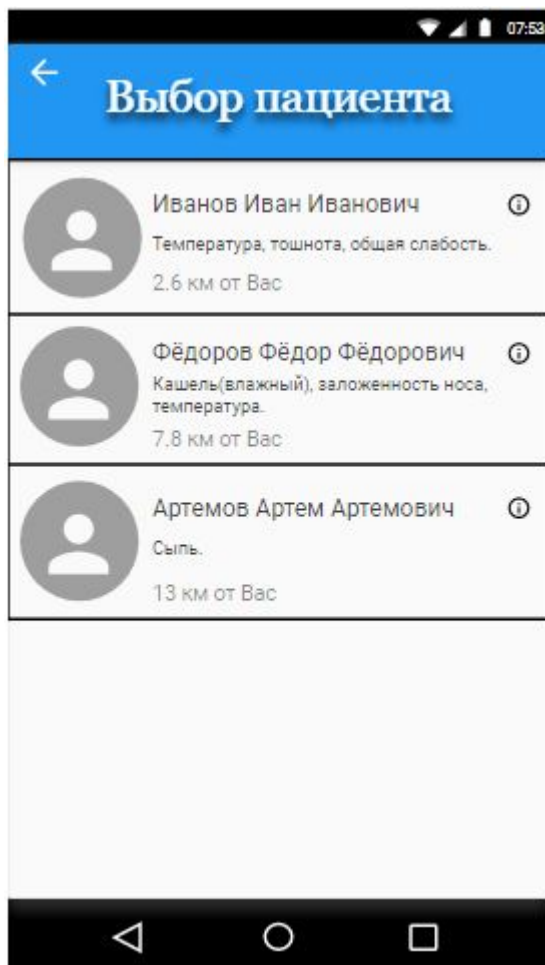 07:53
Выбор пациента
Иванов Иван Иванович
Температура, тошнота, общая слабость.
2.6 км от Вас
Фёдоров Фёдор Фёдорович
Кашель(влажный), заложенность носа,
температура.
7.8 км от Вас
Артемов Артем Артемович
Сыпь.
13 км от Вас